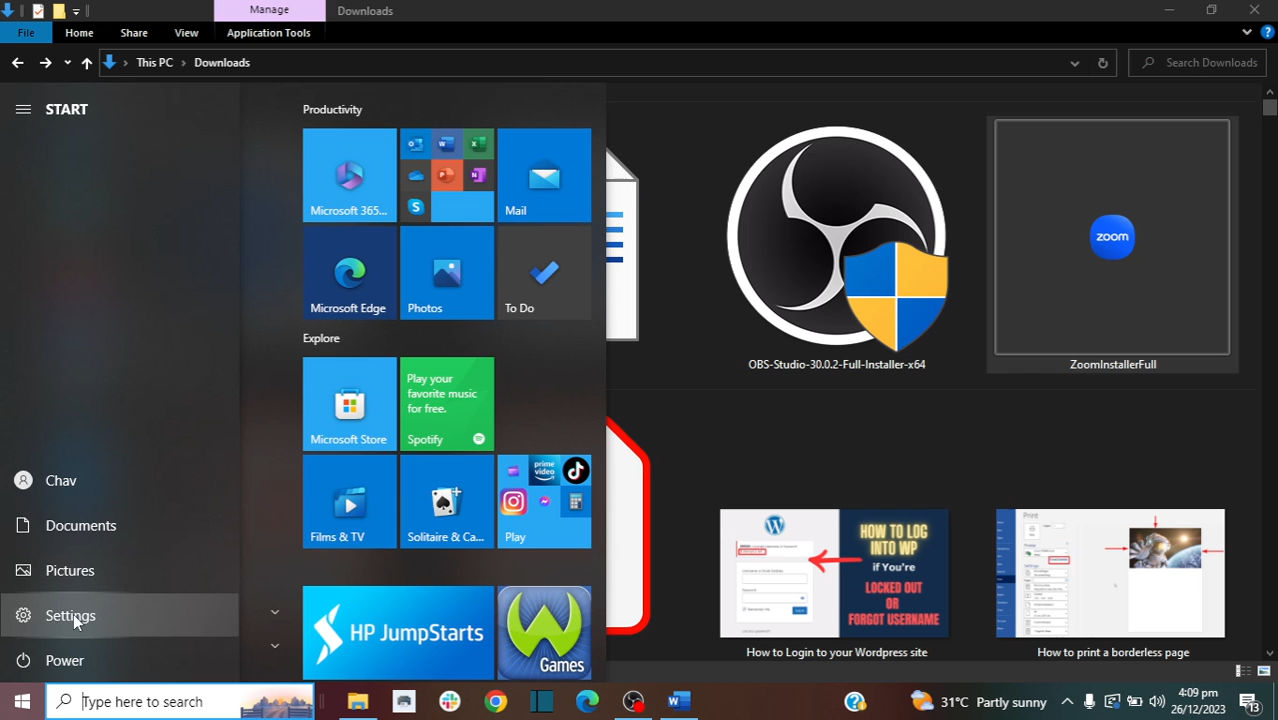 Manage
Downloads
File
Home
Share
View
Application Tools
This PC
Downloads
Search Downloads
START
Productivity
Microsoft 365...
Mail
Microsoft Edge
Photos
To Do
Explore
Microsoft Store
Play your
favorite music
for free.
Spotify
prime video
Films & TV
Solitaire & Ca...
Play
HP JumpStarts
Games
Chav
Documents
Pictures
Settings
Power
zoom
OBS-Studio-30.0.2-Full-Installer-x64
ZoomInstallerFull
HOW TO LOG
INTO WP
if You're
LOCKED OUT
OR
FORGOT USERNAME
Print
How to Login to your Wordpress site
How to print a borderless page
Type here to search
31°C Partly sunny
4:09 pm
26/12/2023
13